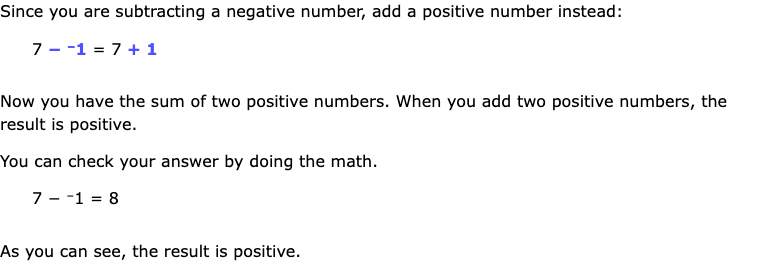 Since you are subtracting a negative number, add a positive number instead:
7 − ⁻1 = 7 + 1
Now you have the sum of two positive numbers. When you add two positive numbers, the
result is positive.
You can check your answer by doing the math.
7 − ⁻1 = 8
As you can see, the result is positive.